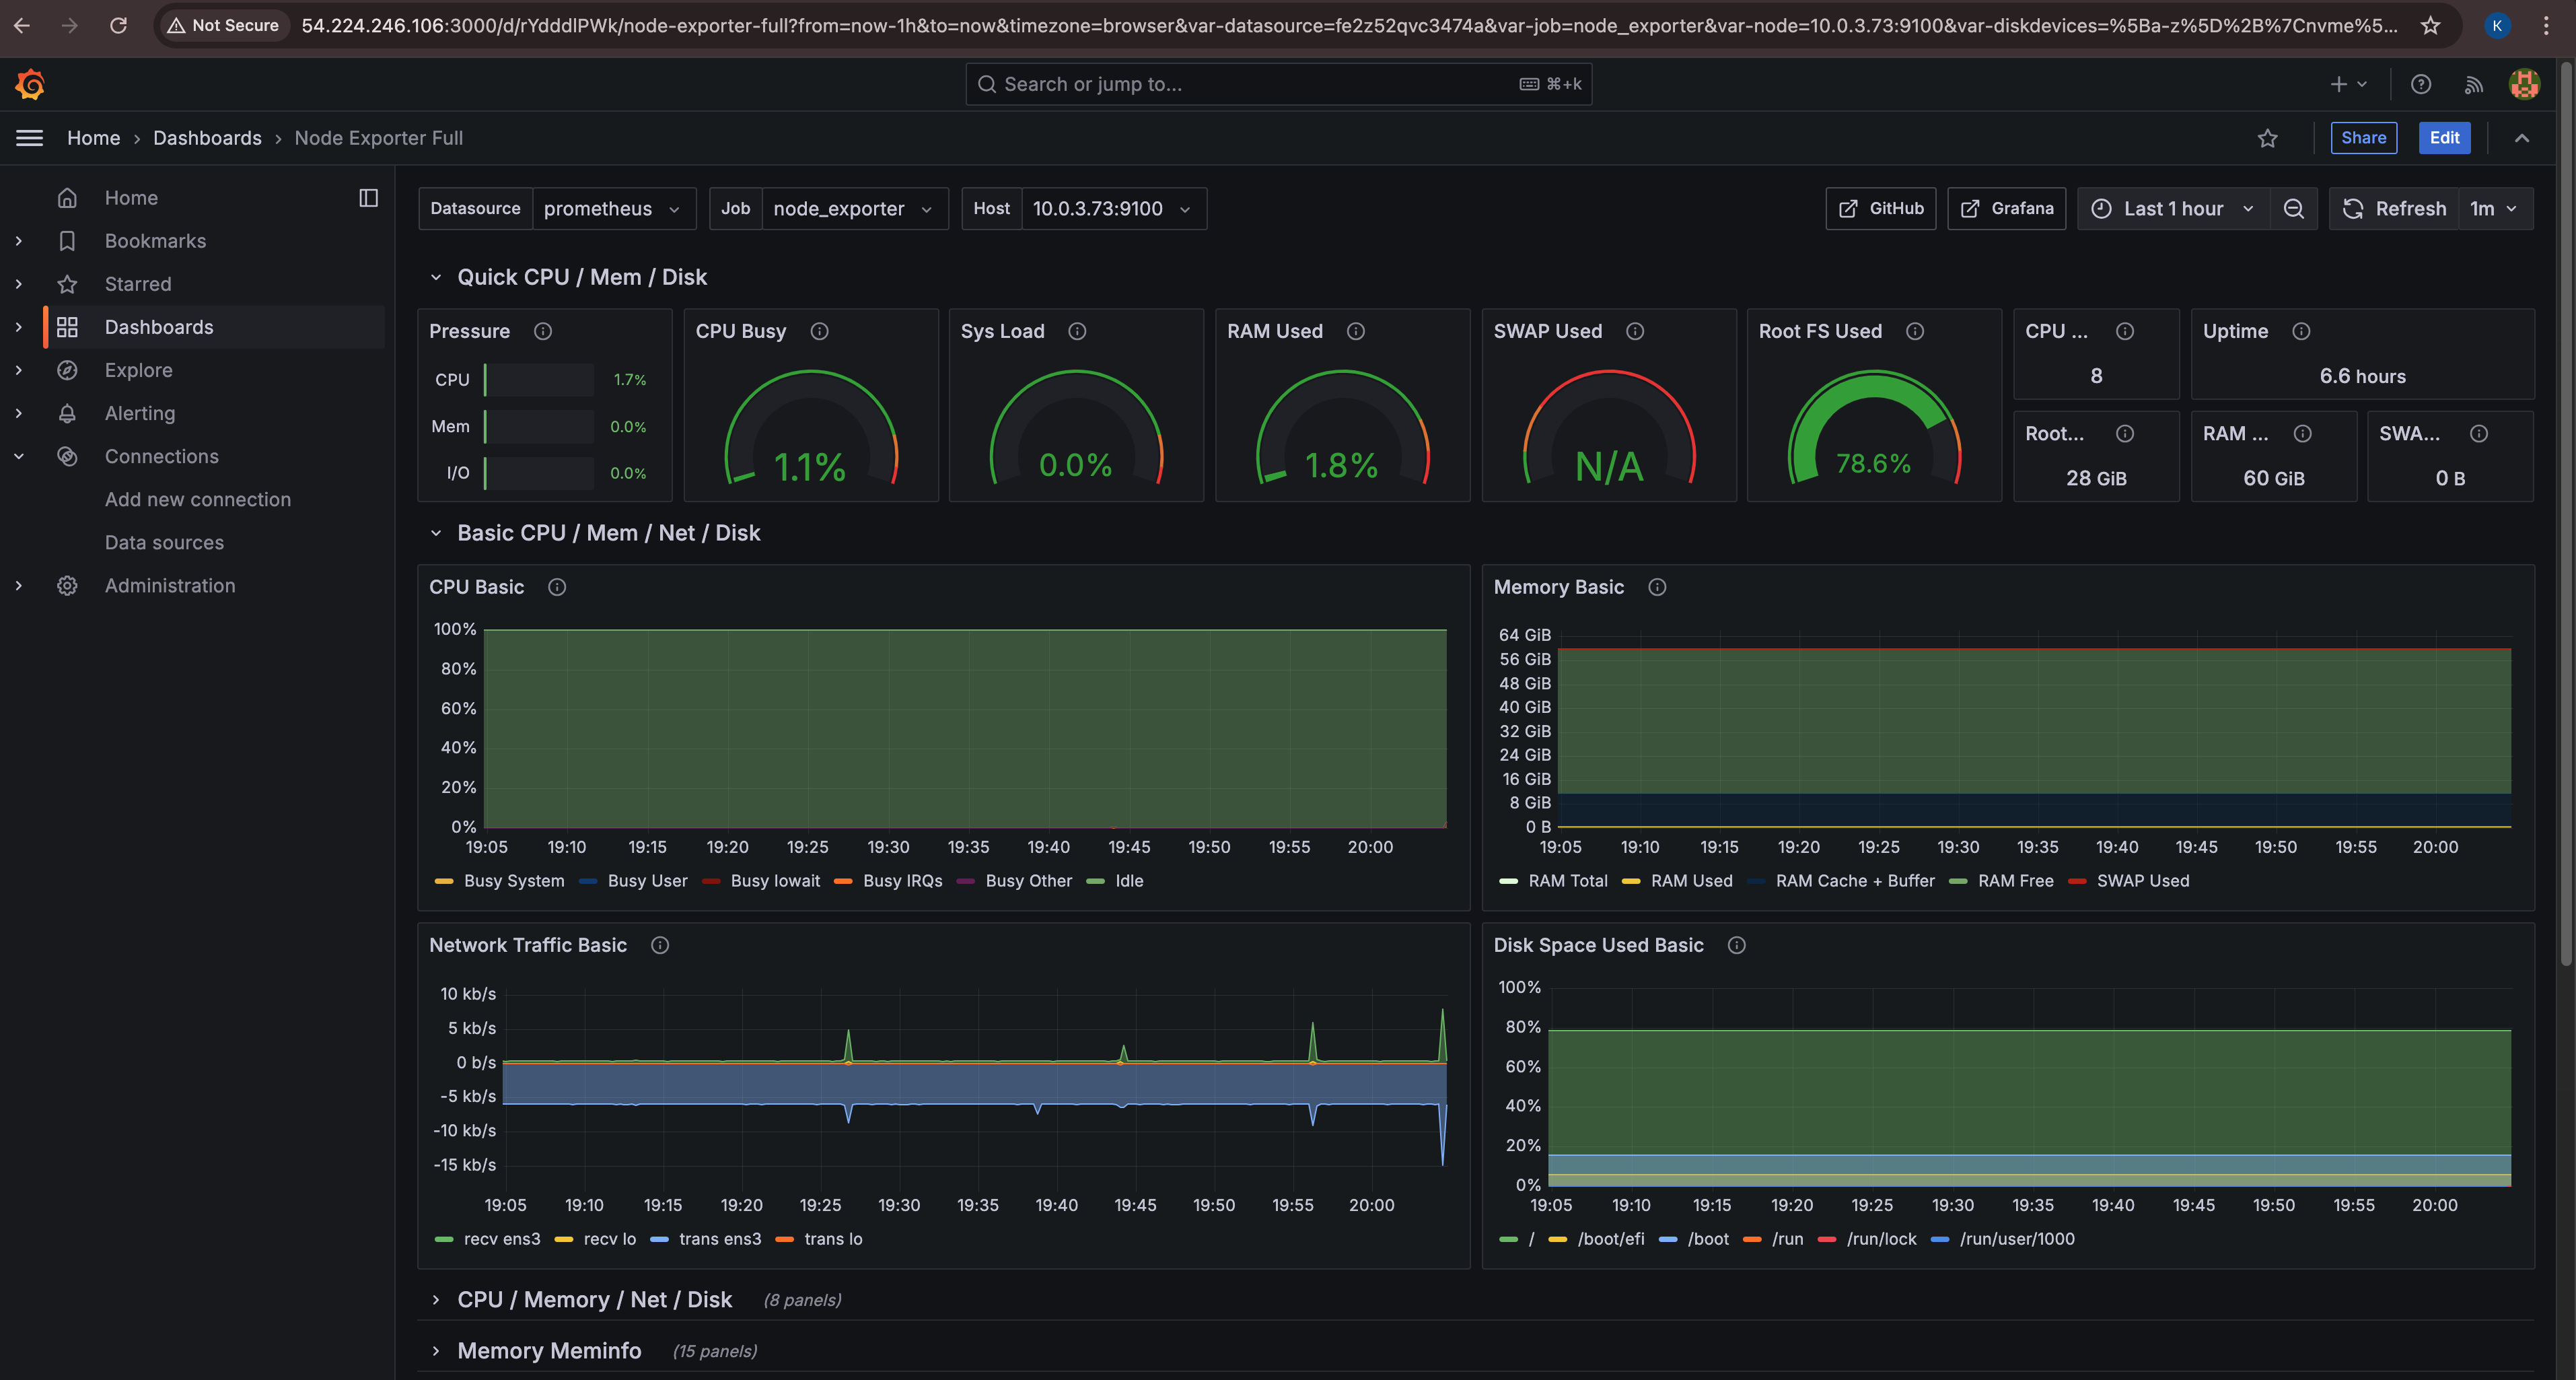 Not Secure 54.224.246.106:3000/d/rYdddlPWk/node-exporter-full?from=now-1h&to=now&timezone=browser&var-datasource=fe2z52qvc3474a&var-job=node_exporter&var-node=10.0.3.73:9100&var-diskdevices=%5Ba-z%5D%2B%7Cnvme%5... K
Search or jump to... ⌘+k
Home › Dashboards › Node Exporter Full Share Edit
Home
Bookmarks
Starred
Dashboards
Explore
Alerting
Connections
Add new connection
Data sources
Administration
Datasource prometheus Job node_exporter Host 10.0.3.73:9100 GitHub Grafana Last 1 hour Refresh 1m
Quick CPU / Mem / Disk
Pressure
CPU 1.7%
Mem 0.0%
I/O 0.0%
CPU Busy
1.1%
Sys Load
0.0%
RAM Used
1.8%
SWAP Used
N/A
Root FS Used
78.6%
CPU ...
8
Uptime
6.6 hours
Root...
28 GiB
RAM ...
60 GiB
SWA...
0 B
Basic CPU / Mem / Net / Disk
CPU Basic
100%
80%
60%
40%
20%
0%
19:05 19:10 19:15 19:20 19:25 19:30 19:35 19:40 19:45 19:50 19:55 20:00
Busy System Busy User Busy Iowait Busy IRQs Busy Other Idle
Memory Basic
64 GiB
56 GiB
48 GiB
40 GiB
32 GiB
24 GiB
16 GiB
8 GiB
0 B
19:05 19:10 19:15 19:20 19:25 19:30 19:35 19:40 19:45 19:50 19:55 20:00
RAM Total RAM Used RAM Cache + Buffer RAM Free SWAP Used
Network Traffic Basic
10 kb/s
5 kb/s
0 b/s
-5 kb/s
-10 kb/s
-15 kb/s
19:05 19:10 19:15 19:20 19:25 19:30 19:35 19:40 19:45 19:50 19:55 20:00
recv ens3 recv lo trans ens3 trans lo
Disk Space Used Basic
100%
80%
60%
40%
20%
0%
19:05 19:10 19:15 19:20 19:25 19:30 19:35 19:40 19:45 19:50 19:55 20:00
/ /boot/efi /boot /run /run/lock /run/user/1000
CPU / Memory / Net / Disk (8 panels)
Memory Meminfo (15 panels)